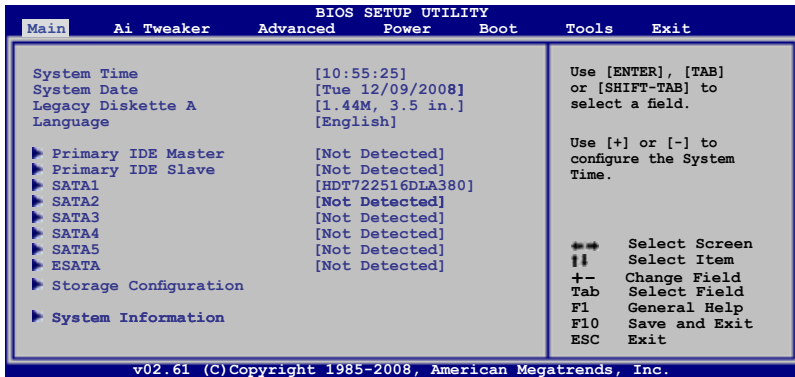 BIOS SETUP UTILITY
Main Ai Tweaker Advanced Power Boot Tools Exit
System Time [10:55:25]
System Date [Tue 12/09/2008]
Legacy Diskette A [1.44M, 3.5 in.]
Language [English]
Primary IDE Master [Not Detected]
Primary IDE Slave [Not Detected]
SATA1 [HDT722516DLA380]
SATA2 [Not Detected]
SATA3 [Not Detected]
SATA4 [Not Detected]
SATA5 [Not Detected]
ESATA [Not Detected]
Storage Configuration
System Information
Use [ENTER], [TAB]
or [SHIFT-TAB] to
select a field.
Use [+] or [-] to
configure the System
Time.
←→ Select Screen
↑↓ Select Item
+- Change Field
Tab Select Field
F1 General Help
F10 Save and Exit
ESC Exit
v02.61 (C)Copyright 1985-2008, American Megatrends, Inc.